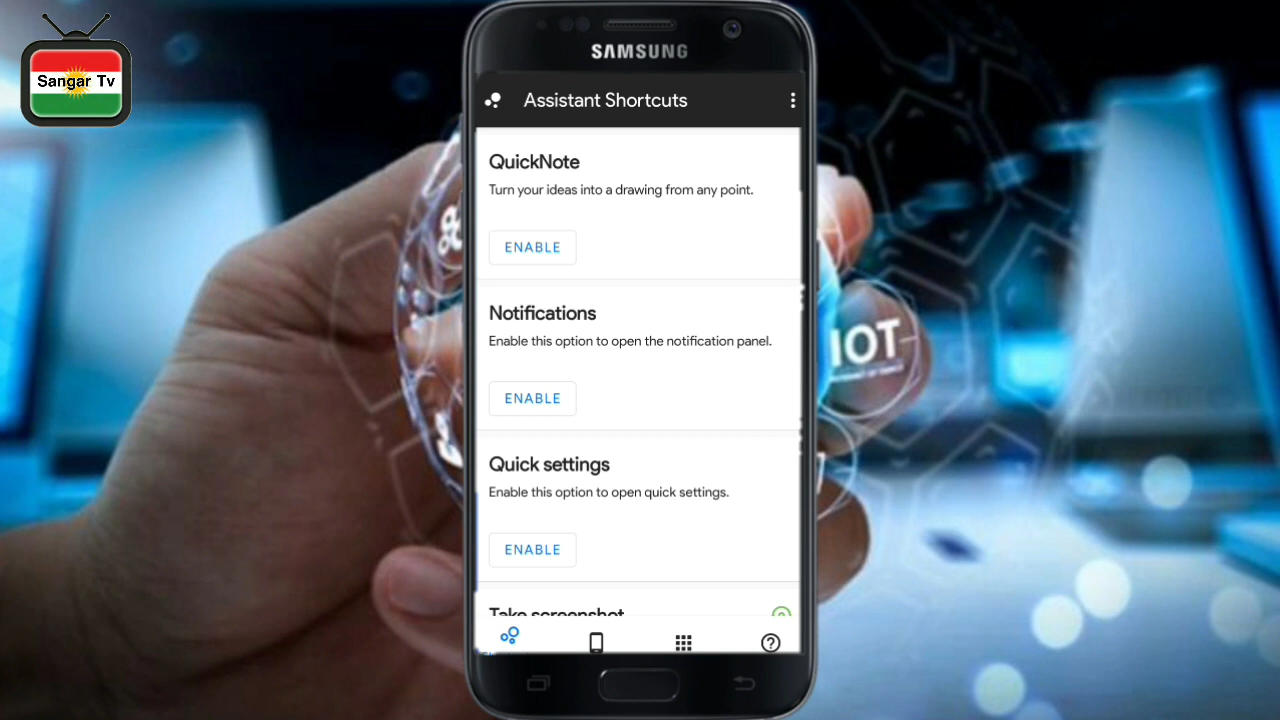 Sangar Tv
SAMSUNG
Assistant Shortcuts
QuickNote
Turn your ideas into a drawing from any point.
ENABLE
Notifications
Enable this option to open the notification panel.
ENABLE
Quick settings
Enable this option to open quick settings.
ENABLE
Take screenshot
IOT